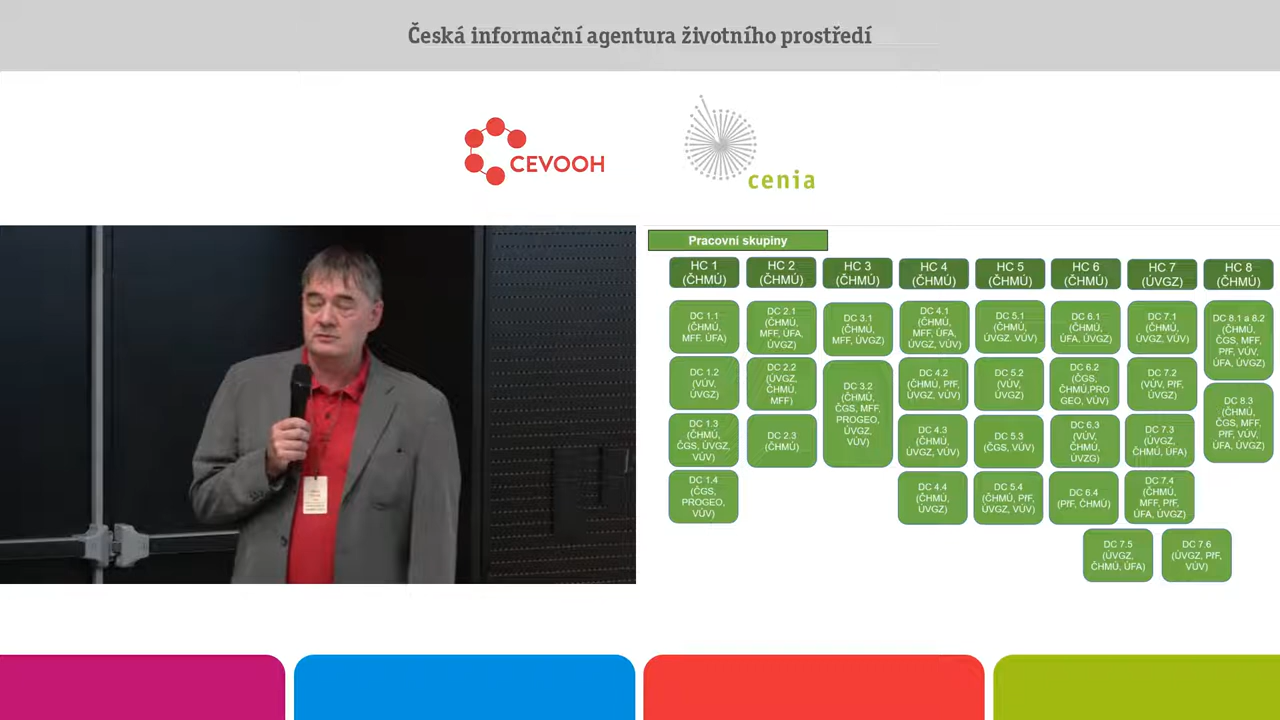 Česká informační agentura životního prostředí
CEVOOH
cenia
Pracovní skupiny
HC 1
(ČHMÚ)
HC 2
(ČHMÚ)
HC 3
(ČHMÚ)
HC 4
(ČHMÚ)
HC 5
(ČHMÚ)
HC 6
(ČHMÚ)
HC 7
(ÚVGZ)
HC 8
(ČHMÚ)
DC 1.1
(ČHMÚ,
MFF, ÚFA)
DC 2.1
(ČHMÚ,
MFF, ÚFA,
ÚVGZ)
DC 3.1
(ČHMÚ,
MFF, ÚVGZ)
DC 4.1
(ČHMÚ,
MFF, ÚFA,
ÚVGZ, VÚV)
DC 5.1
(ČHMÚ,
ÚVGZ. VÚV)
DC 6.1
(ČHMÚ,
ÚFA, ÚVGZ)
DC 7.1
(ČHMÚ,
ÚVGZ, VÚV)
DC 8.1 a 8.2
(ČHMÚ,
ČGS, MFF,
PřF, VÚV,
ÚFA, ÚVGZ)
DC 1.2
(VÚV,
ÚVGZ)
DC 2.2
(ÚVGZ,
ČHMÚ,
MFF)
DC 3.2
(ČHMÚ,
ČGS, MFF,
PROGEO,
ÚVGZ,
VÚV)
DC 4.2
(ČHMÚ, PřF,
ÚVGZ, VÚV)
DC 5.2
(VÚV,
ÚVGZ)
DC 6.2
(ČGS,
ČHMÚ,PRO
GEO, VÚV)
DC 7.2
(VÚV, PřF,
ÚVGZ)
DC 8.3
(ČHMÚ,
ČGS, MFF,
PřF, VÚV,
ÚFA, ÚVGZ)
DC 1.3
(ČHMÚ,
ČGS, ÚVGZ,
VÚV)
DC 2.3
(ČHMÚ)
DC 4.3
(ČHMÚ,
ÚVGZ, VÚV)
DC 5.3
(ČGS, VÚV)
DC 6.3
(VÚV,
ČHMÚ,
ÚVZG)
DC 7.3
(ÚVGZ,
ČHMÚ, ÚFA)
DC 1.4
(ČGS,
PROGEO,
VÚV)
DC 4.4
(ČHMÚ,
ÚVGZ)
DC 5.4
(ČHMÚ, PřF,
ÚVGZ, VÚV)
DC 6.4
(PřF, ČHMÚ)
DC 7.4
(ČHMÚ,
MFF, PřF,
ÚFA, ÚVGZ)
DC 7.5
(ÚVGZ,
ČHMÚ, ÚFA)
DC 7.6
(ÚVGZ, PřF,
VÚV)